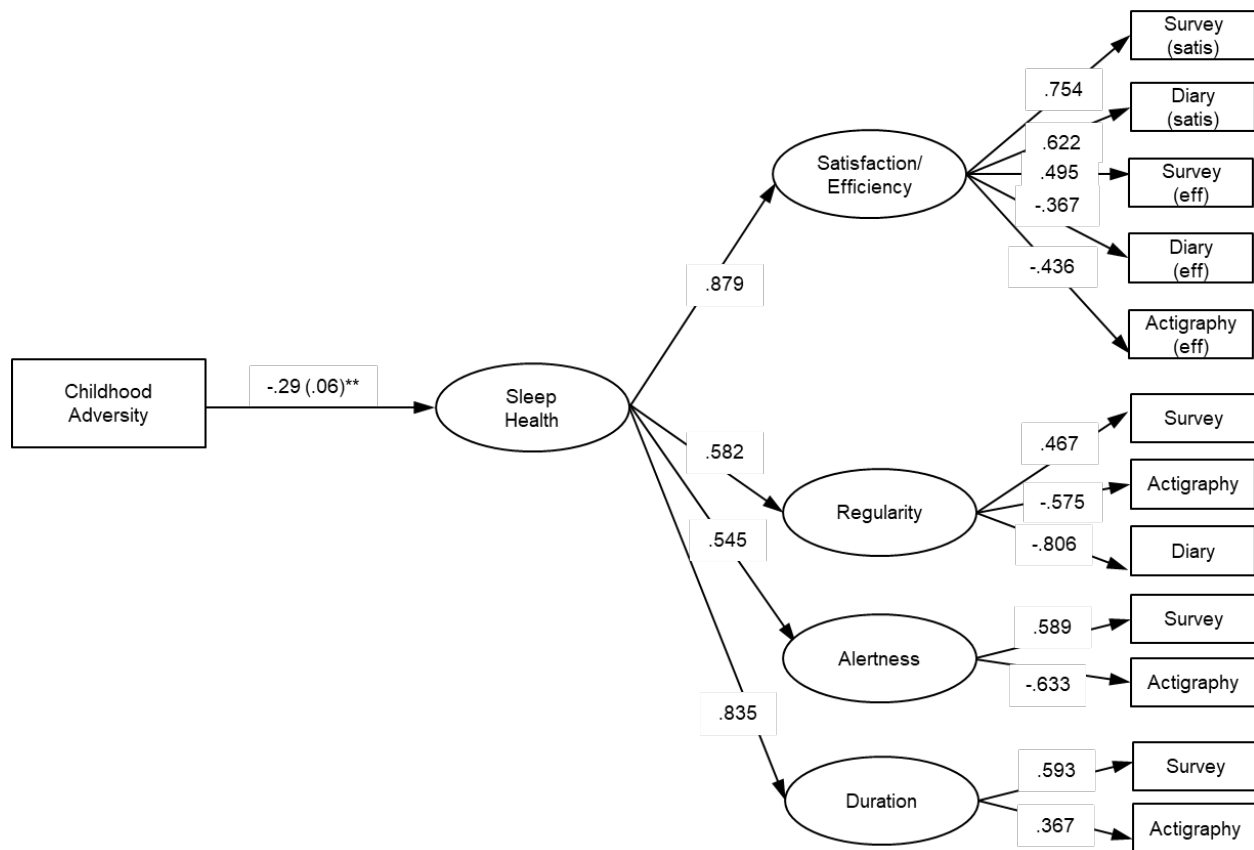 Survey
(satis)
.754
Diary
(satis)
.622
Satisfaction/
Efficiency
.495
Survey
(eff)
-.367
Diary
(eff)
-.436
.879
Actigraphy
(eff)
Childhood
Adversity
-.29 (.06)**
Sleep
Health
Survey
.467
.582
Actigraphy
-.575
Regularity
-.806
Diary
.545
Survey
.589
Alertness
-.633
Actigraphy
.835
Survey
.593
Duration
.367
Actigraphy